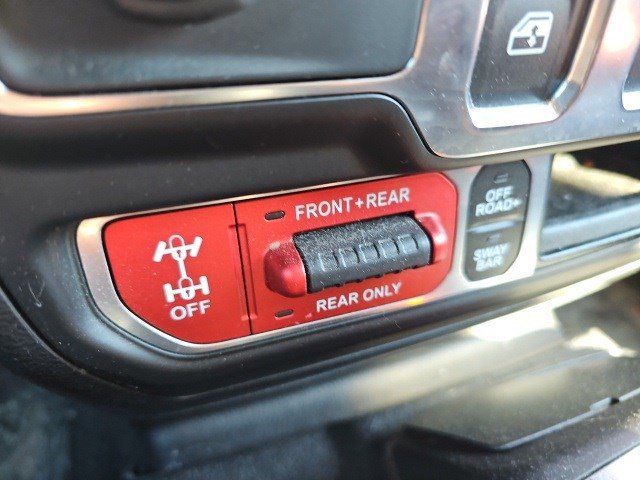 FRONT+REAR
OFF
REAR ONLY
OFF
ROAD+
SWAY
BAR